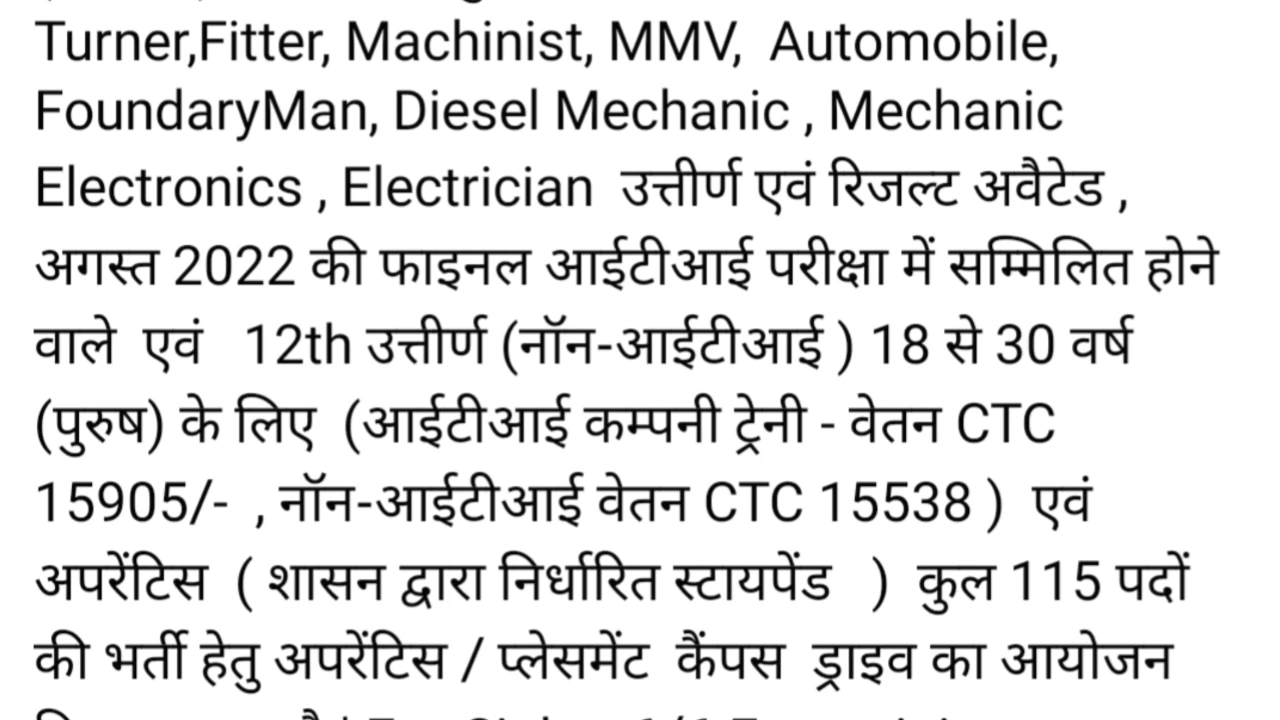 Turner,Fitter, Machinist, MMV, Automobile,
FoundaryMan, Diesel Mechanic , Mechanic
Electronics , Electrician उत्तीर्ण एवं रिजल्ट अवैटेड ,
अगस्त 2022 की फाइनल आईटीआई परीक्षा में सम्मिलित होने
वाले एवं 12th उत्तीर्ण (नॉन-आईटीआई ) 18 से 30 वर्ष
(पुरुष) के लिए (आईटीआई कम्पनी ट्रेनी - वेतन CTC
15905/- , नॉन-आईटीआई वेतन CTC 15538 ) एवं
अपरेंटिस ( शासन द्वारा निर्धारित स्टायपेंड ) कुल 115 पदों
की भर्ती हेतु अपरेंटिस / प्लेसमेंट कैंपस ड्राइव का आयोजन